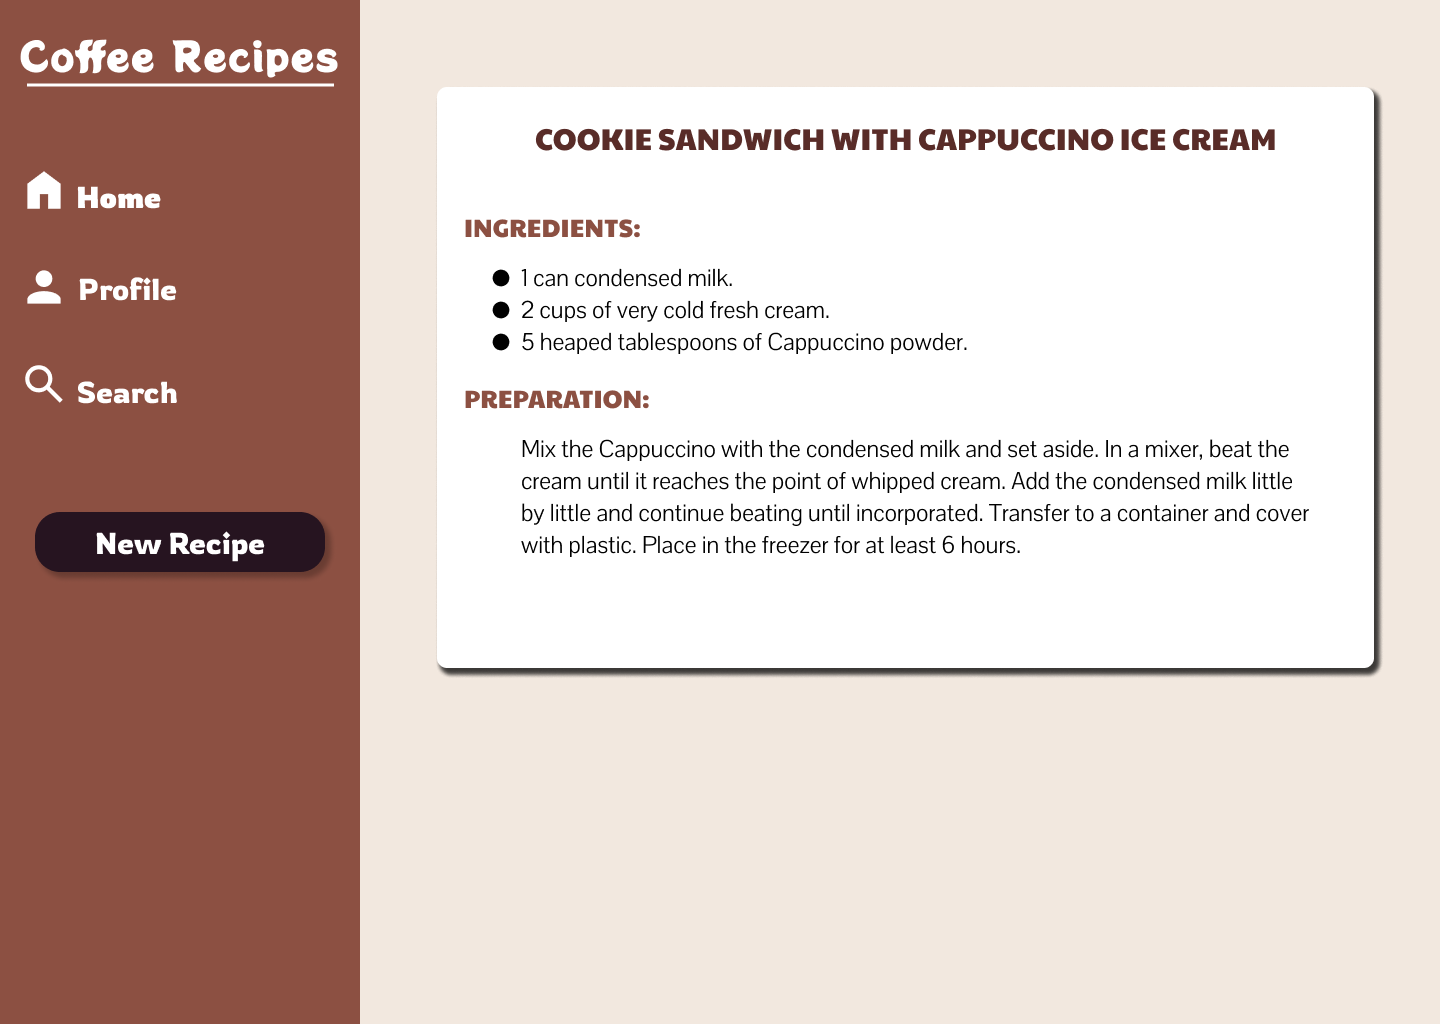 Coffee Recipes
Home
Profile
Search
New Recipe
COOKIE SANDWICH WITH CAPPUCCINO ICE CREAM
INGREDIENTS:
● 1 can condensed milk.
● 2 cups of very cold fresh cream.
● 5 heaped tablespoons of Cappuccino powder.
PREPARATION:
Mix the Cappuccino with the condensed milk and set aside. In a mixer, beat the
cream until it reaches the point of whipped cream. Add the condensed milk little
by little and continue beating until incorporated. Transfer to a container and cover
with plastic. Place in the freezer for at least 6 hours.